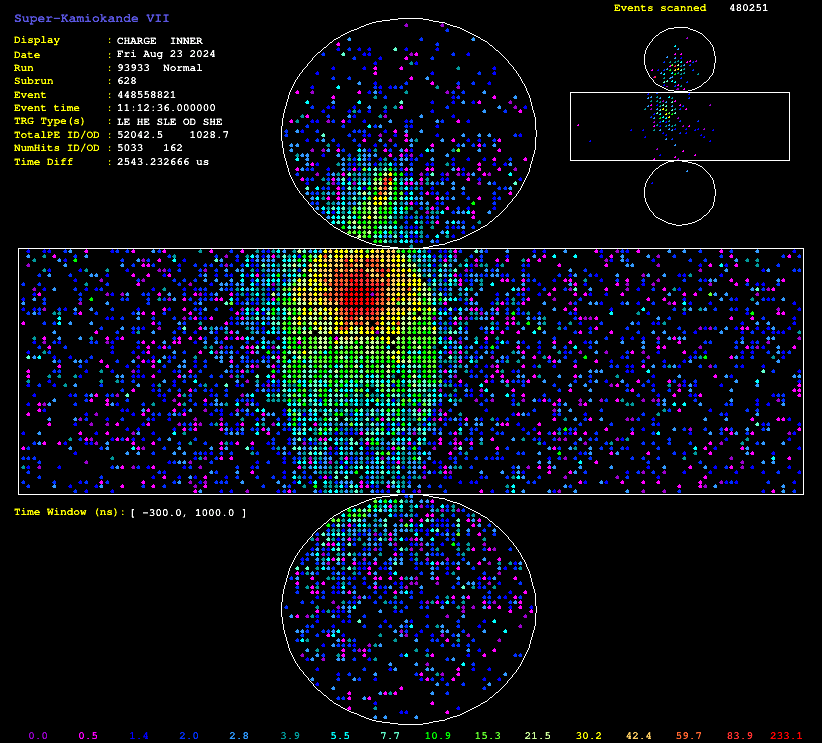 Super-Kamiokande VII
Events scanned 480251
Display : CHARGE INNER
Date : Fri Aug 23 2024
Run : 93933 Normal
Subrun : 628
Event : 448558821
Event time : 11:12:36.000000
TRG Type(s) : LE HE SLE OD SHE
TotalPE ID/OD : 52042.5 1028.7
NumHits ID/OD : 5033 162
Time Diff : 2543.232666 us
Time Window (ns): [ -300.0, 1000.0 ]
0.0 0.5 1.4 2.0 2.8 3.9 5.5 7.7 10.9 15.3 21.5 30.2 42.4 59.7 83.9 233.1